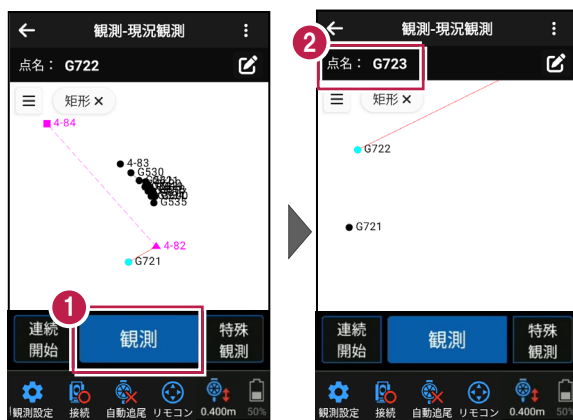 観測-現況観測
点名： G722
矩形 ×
4-84
4-83
G530
G535
4-82
G721
1
連続
開始
観測
特殊
観測
観測設定 接続 自動追尾 リモコン 0.400m 50%
2
観測-現況観測
点名： G723
矩形 ×
G722
G721
連続
開始
観測
特殊
観測
観測設定 接続 自動追尾 リモコン 0.400m 50%